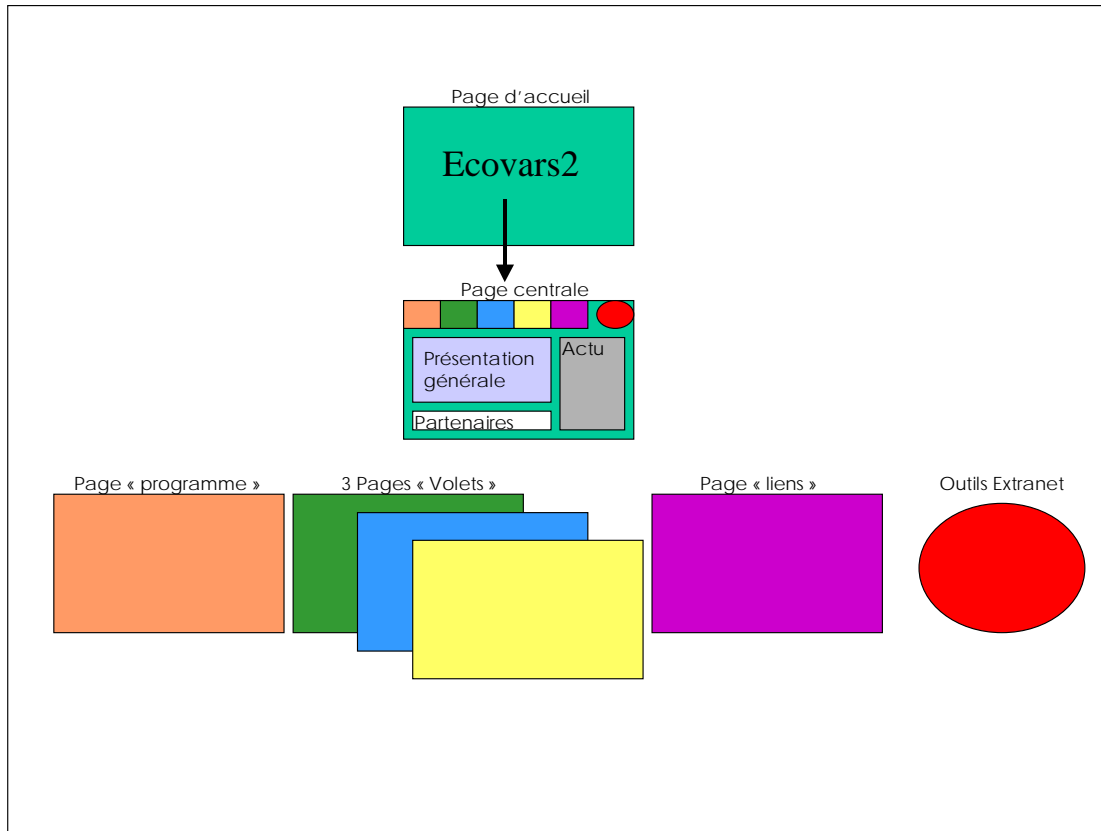 Page d'accueil
Ecovars2
Page centrale
Présentation
générale
Actu
Partenaires
Page « programme »
3 Pages « Volets »
Page « liens »
Outils Extranet